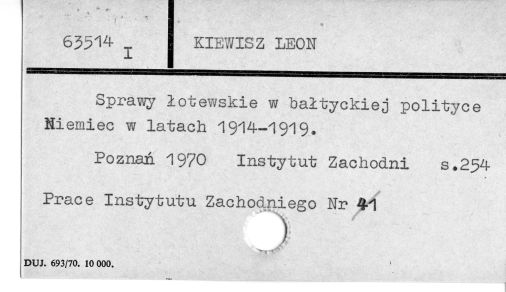 63514 I KIEWISZ LEON
Sprawy łotewskie w bałtyckiej polityce
Niemiec w latach 1914-1919.
Poznań 1970 Instytut Zachodni s.254
Prace Instytutu Zachodniego Nr 41
DUJ. 693/70. 10 000.